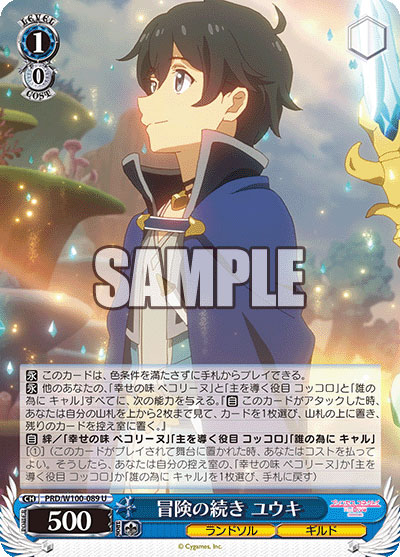 LEVEL
1
0
COST
SAMPLE
永 このカードは、色条件を満たさずに手札からプレイできる。
永 他のあなたの、「幸せの味 ペコリーヌ」と「主を導く役目 コッコロ」と「誰の
為に キャル」すべてに、次の能力を与える。『自 このカードがアタックした時、
あなたは自分の山札を上から2枚まで見て、カードを1枚選び、山札の上に置き、
残りのカードを控え室に置く。』
自 絆/「幸せの味 ペコリーヌ」「主を導く役目 コッコロ」「誰の為に キャル」
［(1)］（このカードがプレイされて舞台に置かれた時、あなたはコストを払ってよい。
そうしたら、あなたは自分の控え室の「幸せの味 ペコリーヌ」か「主を導く役目 コッコロ」か
「誰の為に キャル」を1枚選び、手札に戻す）
CH PRD/W100-089 U
500
冒険の続き ユウキ
ランドソル
ギルド
© Cygames, Inc.